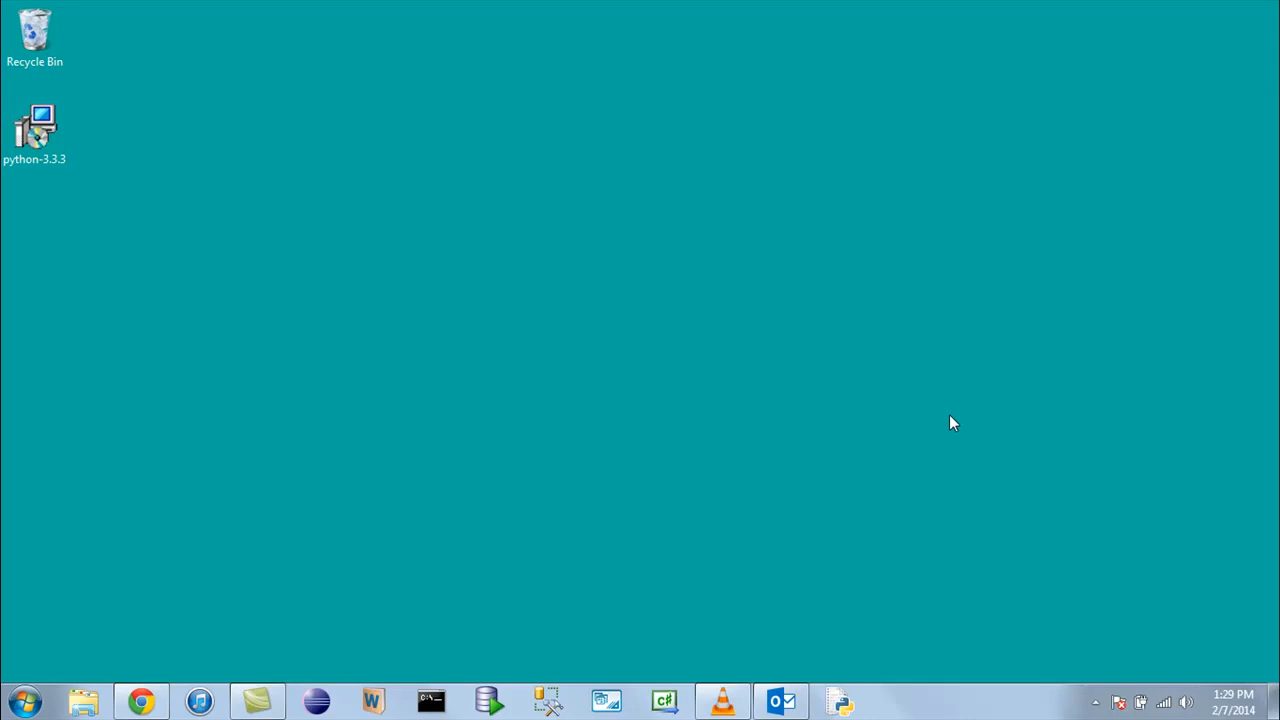 Recycle Bin
python-3.3.3
C:\
C#
1:29 PM
2/7/2014